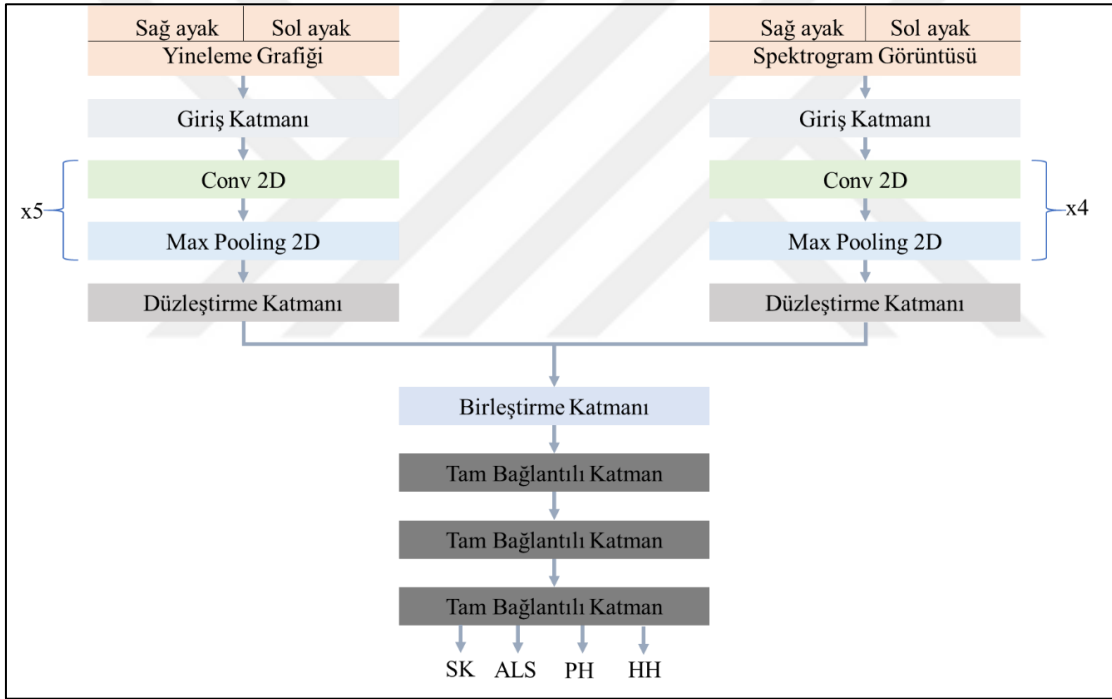 Sağ ayak Sol ayak
Yineleme Grafiği
Giriş Katmanı
Conv 2D
x5
Max Pooling 2D
Düzleştirme Katmanı
Sağ ayak Sol ayak
Spektrogram Görüntüsü
Giriş Katmanı
Conv 2D
x4
Max Pooling 2D
Düzleştirme Katmanı
Birleştirme Katmanı
Tam Bağlantılı Katman
Tam Bağlantılı Katman
Tam Bağlantılı Katman
SK ALS PH HH